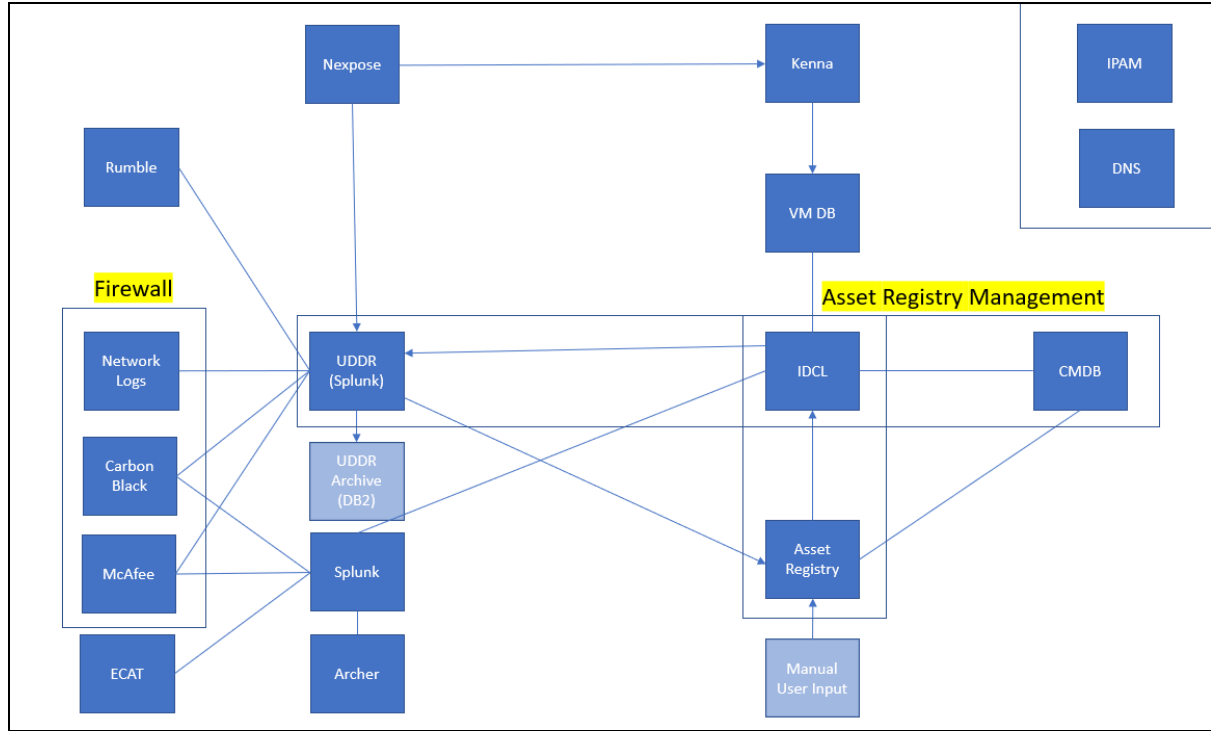 Nexpose
Kenna
IPAM
Rumble
DNS
VM DB
Firewall
Asset Registry Management
Network
Logs
UDDR
(Splunk)
IDCL
CMDB
Carbon
Black
UDDR
Archive
(DB2)
McAfee
Splunk
Asset
Registry
ECAT
Archer
Manual
User Input